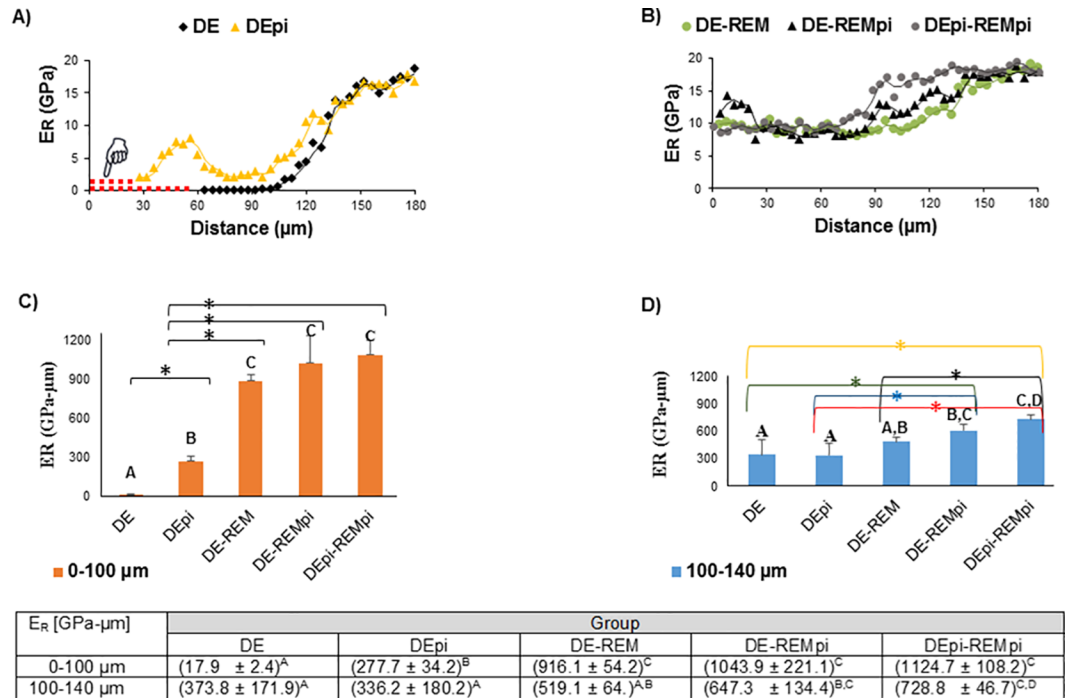 A)
DE DEpi
ER (GPa)
20
15
10
5
0
0 30 60 90 120 150 180
Distance (µm)
B)
DE-REM DE-REMpi DEpi-REMpi
ER (GPa)
20
15
10
5
0
0 30 60 90 120 150 180
Distance (µm)
C)
*
*
*
*
ER (GPa-µm)
1200
900
600
300
0
A B C C C
DE DEpi DE-REM DE-REMpi DEpi-REMpi
0-100 µm
D)
*
*
*
*
*
ER (GPa-µm)
1200
900
600
300
0
A A A,B B,C C,D
DE DEpi DE-REM DE-REMpi DEpi-REMpi
100-140 µm
ER [GPa-µm] Group
DE DEpi DE-REM DE-REMpi DEpi-REMpi
0-100 µm (17.9 ± 2.4)A (277.7 ± 34.2)B (916.1 ± 54.2)C (1043.9 ± 221.1)C (1124.7 ± 108.2)C
100-140 µm (373.8 ± 171.9)A (336.2 ± 180.2)A (519.1 ± 64.)A,B (647.3 ± 134.4)B,C (728.8 ± 46.7)C,D